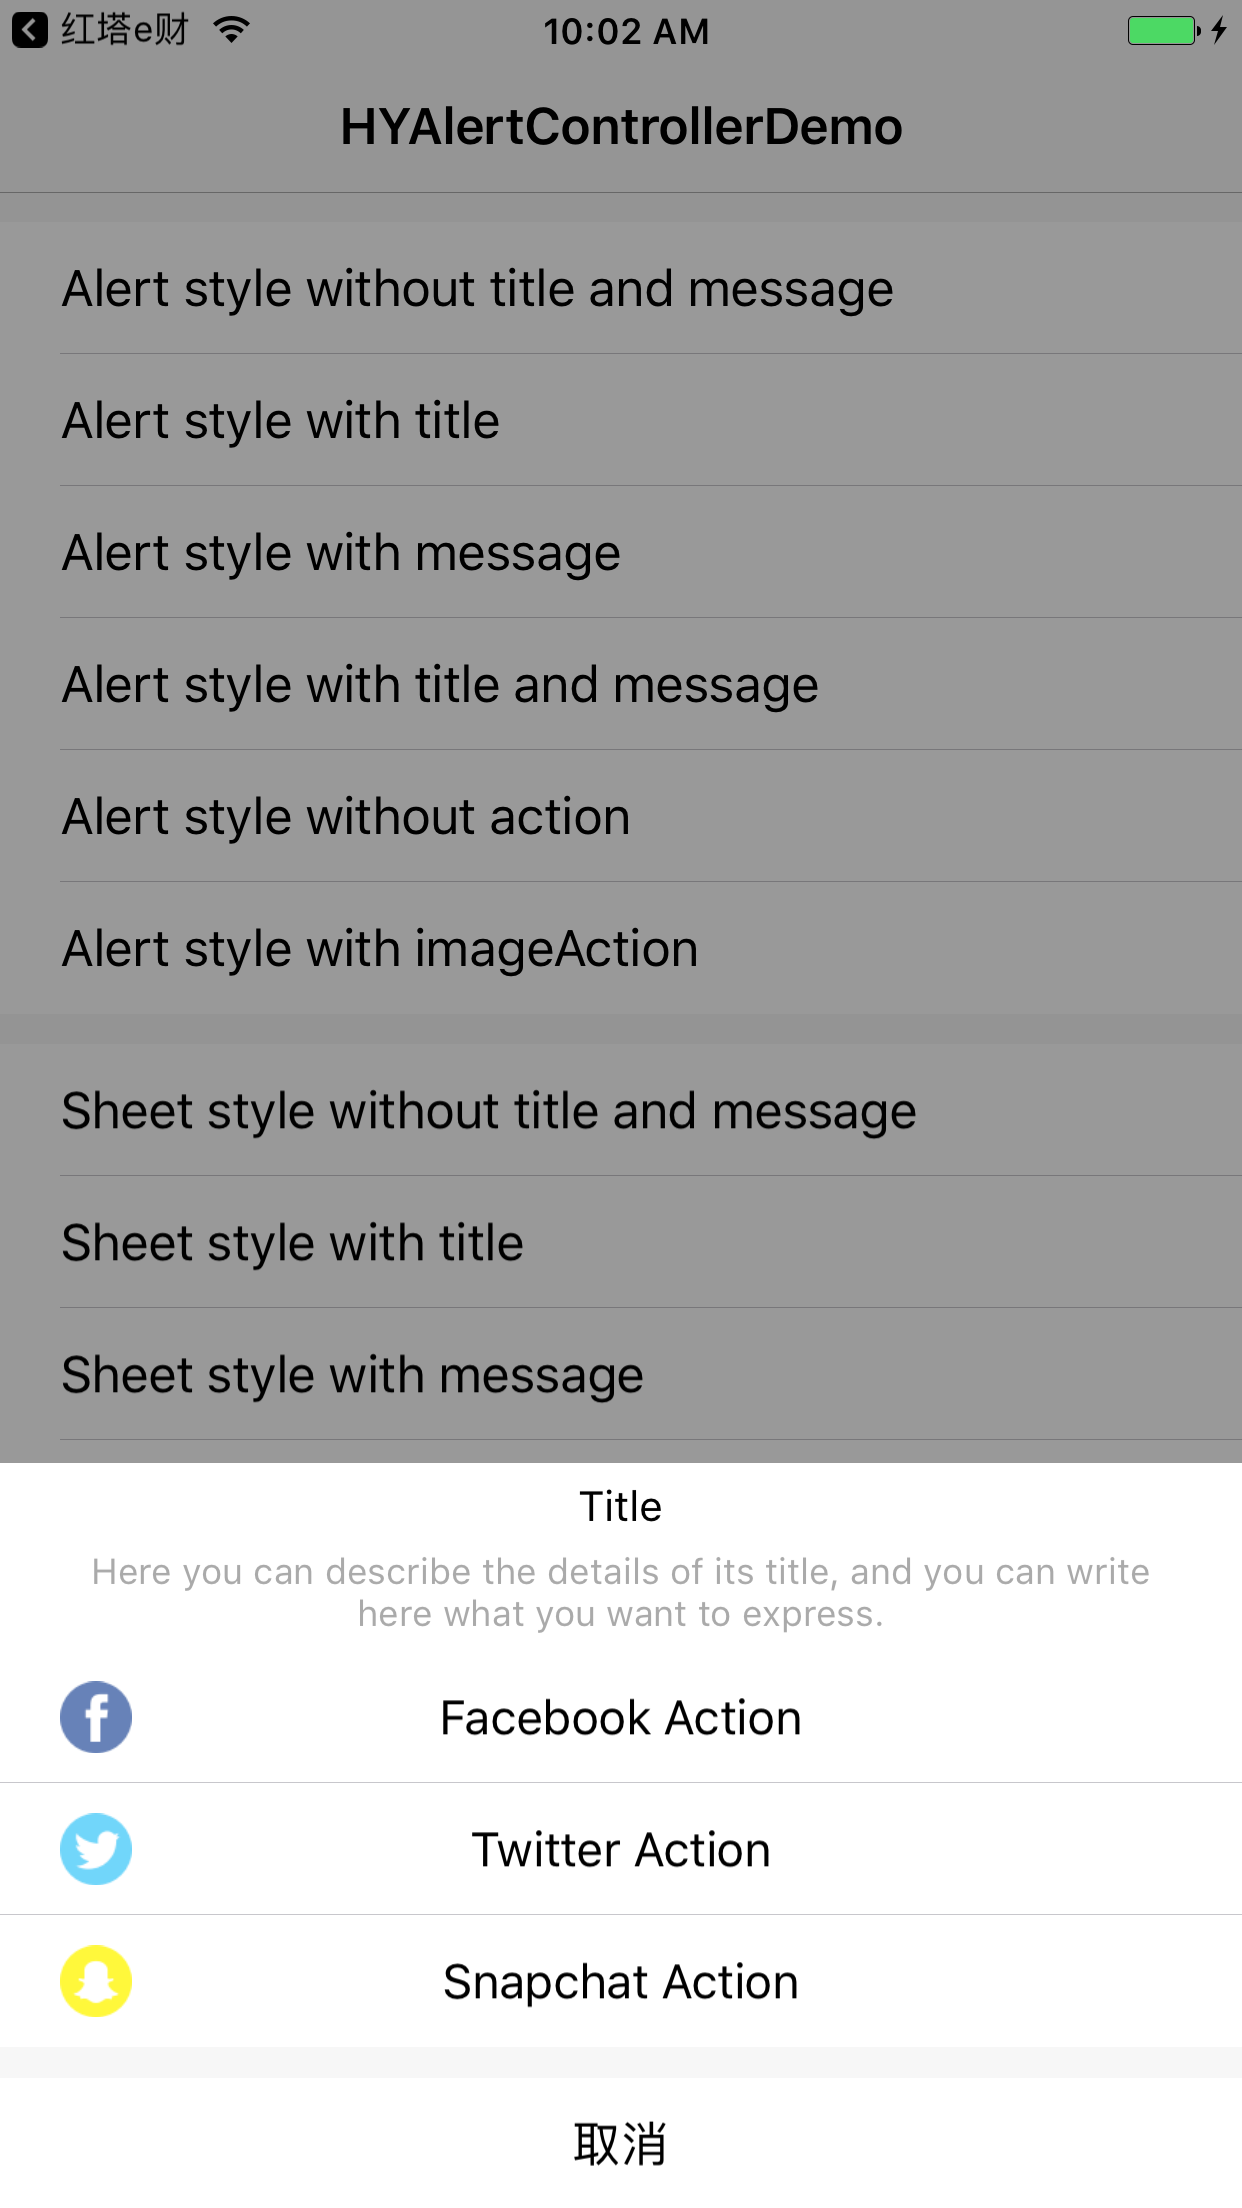 红塔e财
10:02 AM
HYAlertControllerDemo
Alert style without title and message
Alert style with title
Alert style with message
Alert style with title and message
Alert style without action
Alert style with imageAction
Sheet style without title and message
Sheet style with title
Sheet style with message
Title
Here you can describe the details of its title, and you can write
here what you want to express.
Facebook Action
Twitter Action
Snapchat Action
取消